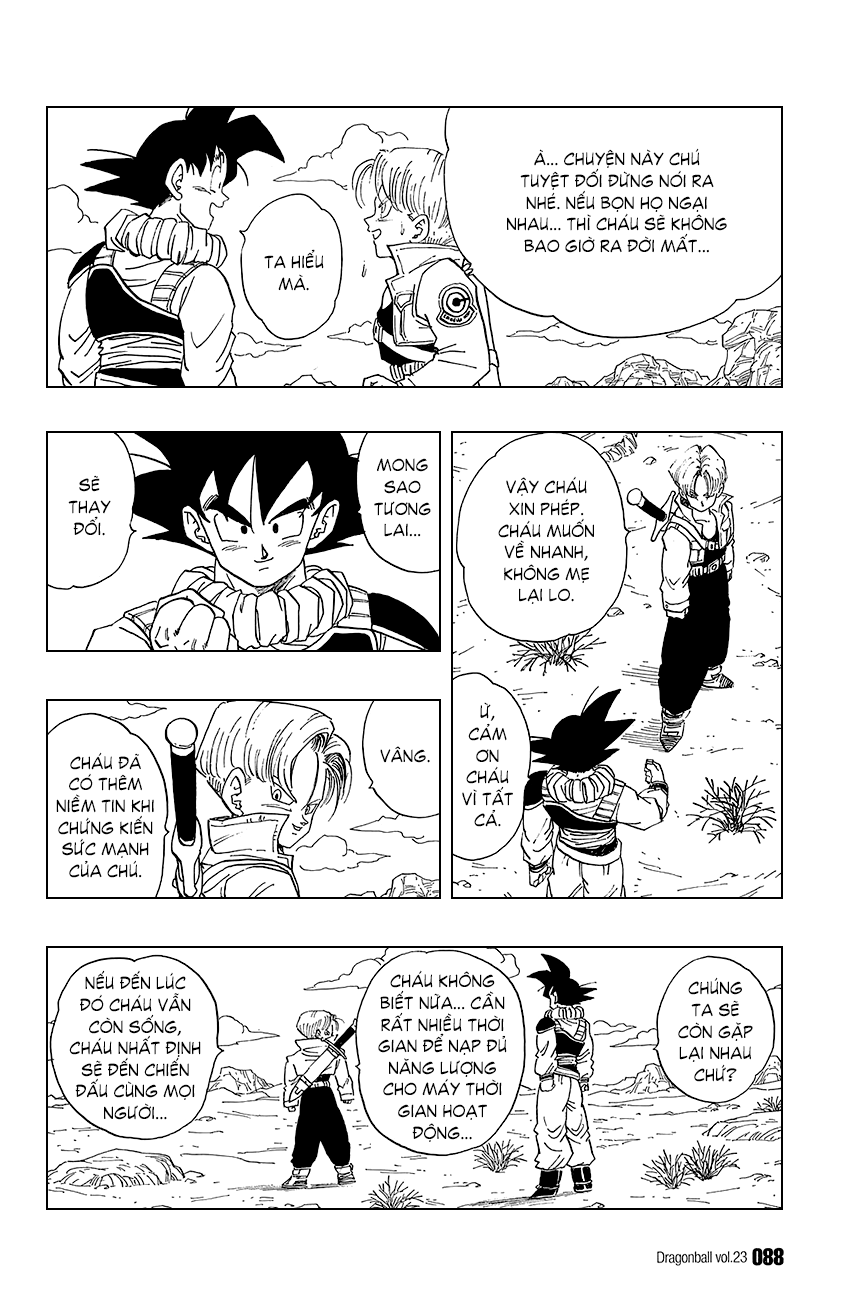 À... CHUYỆN NÀY CHÚ
TUYỆT ĐỐI ĐỪNG NÓI RA
NHÉ. NẾU BỌN HỌ NGẠI
NHAU... THÌ CHÁU SẼ KHÔNG
BAO GIỜ RA ĐỜI MẤT...
TA HIỂU
MÀ.
VẬY CHÁU
XIN PHÉP.
CHÁU MUỐN
VỀ NHANH,
KHÔNG MẸ
LẠI LO.
Ừ,
CẢM
ƠN
CHÁU
VÌ TẤT
CẢ.
MONG
SAO
TƯƠNG
LAI...
SẼ
THAY
ĐỔI.
VÂNG.
CHÁU ĐÃ
CÓ THÊM
NIỀM TIN KHI
CHỨNG KIẾN
SỨC MẠNH
CỦA CHÚ.
CHÚNG
TA SẼ
CÒN GẶP
LẠI NHAU
CHỨ?
CHÁU KHÔNG
BIẾT NỮA... CẦN
RẤT NHIỀU THỜI
GIAN ĐỂ NẠP ĐỦ
NĂNG LƯỢNG
CHO MÁY THỜI
GIAN HOẠT
ĐỘNG...
NẾU ĐẾN LÚC
ĐÓ CHÁU VẪN
CÒN SỐNG,
CHÁU NHẤT ĐỊNH
SẼ ĐẾN CHIẾN
ĐẤU CÙNG MỌI
NGƯỜI...
Dragonball vol.23 088